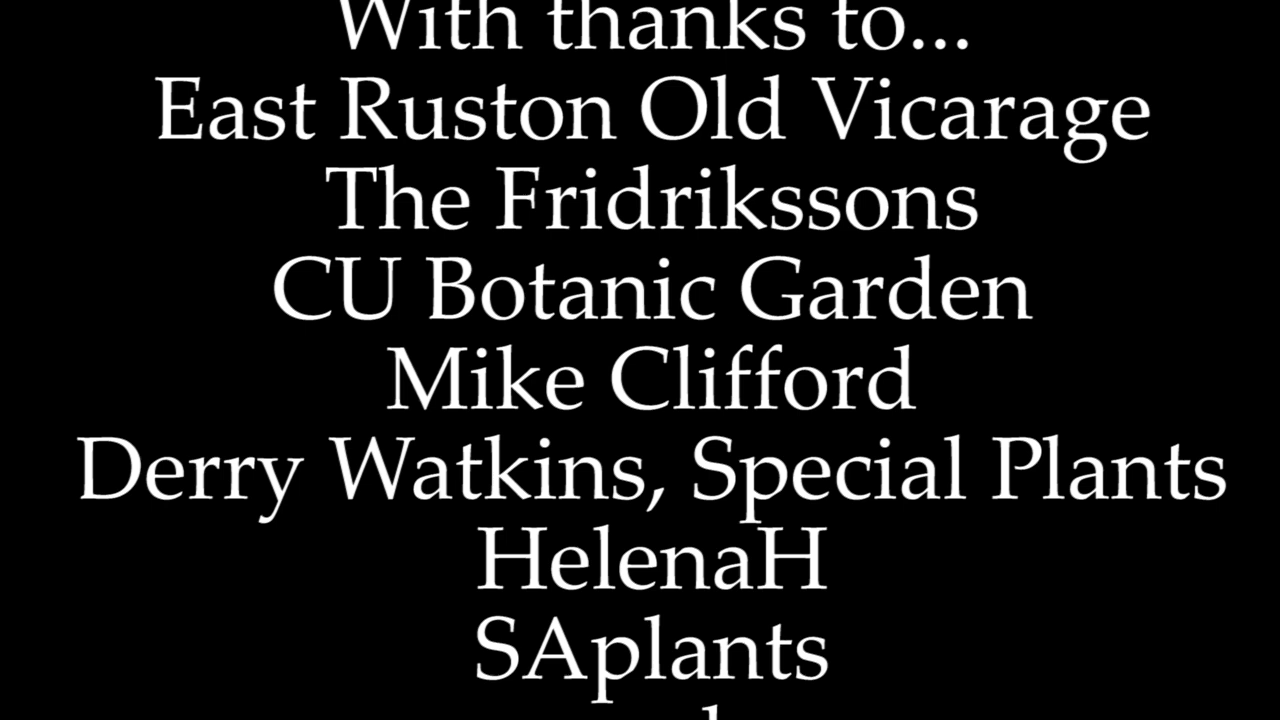 With thanks to...
East Ruston Old Vicarage
The Fridrikssons
CU Botanic Garden
Mike Clifford
Derry Watkins, Special Plants
HelenaH
SAplants